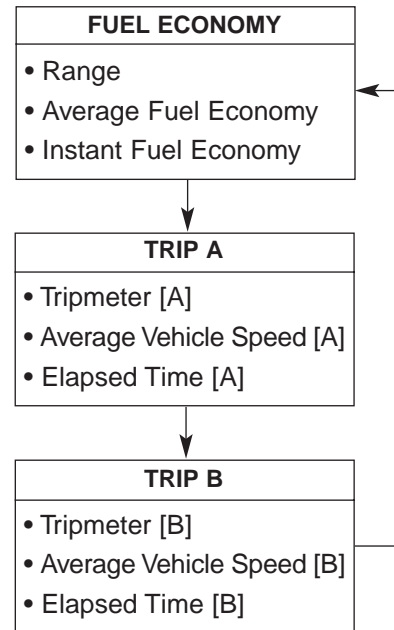 FUEL ECONOMY
• Range
• Average Fuel Economy
• Instant Fuel Economy
TRIP A
• Tripmeter [A]
• Average Vehicle Speed [A]
• Elapsed Time [A]
TRIP B
• Tripmeter [B]
• Average Vehicle Speed [B]
• Elapsed Time [B]